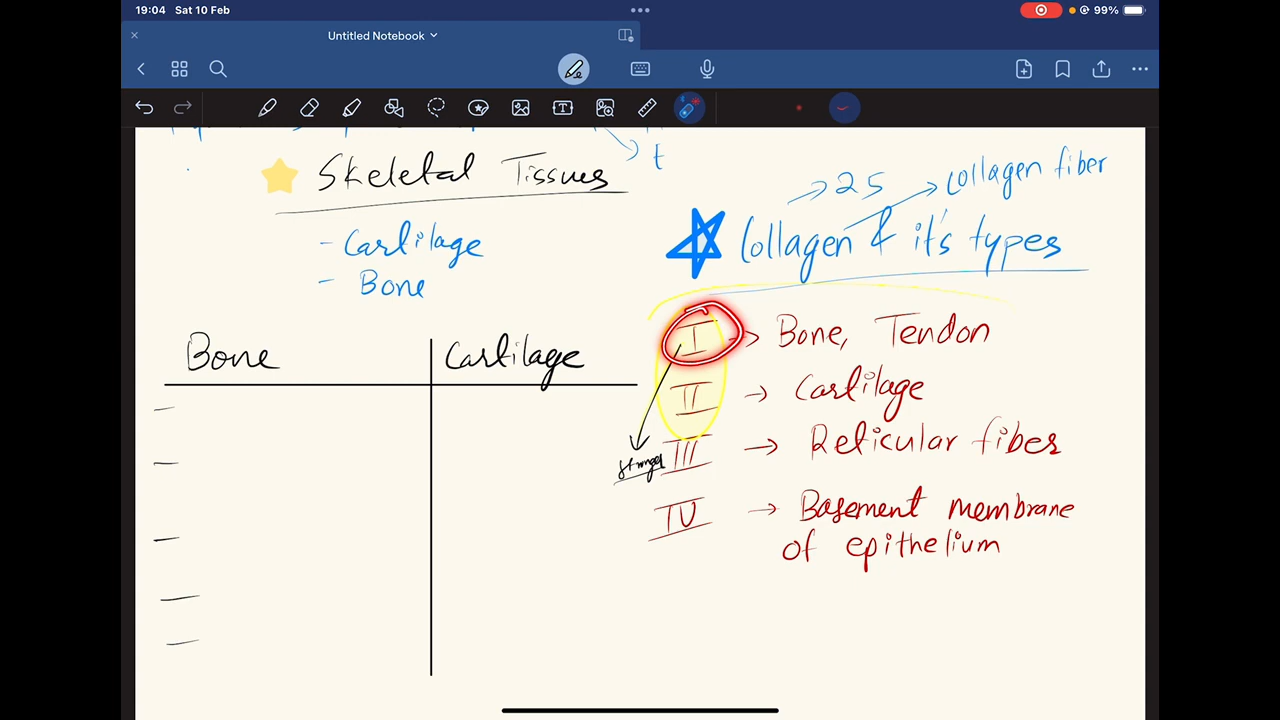 19:04 Sat 10 Feb
99%
Untitled Notebook
t
Skeletal Tissues
- Cartilage
- Bone
→ 25 → Collagen fiber
Collagen & it's types
Bone
Cartilage
I → Bone, Tendon
II → Cartilage
III → Reticular fibers
IV → Basement membrane
of epithelium